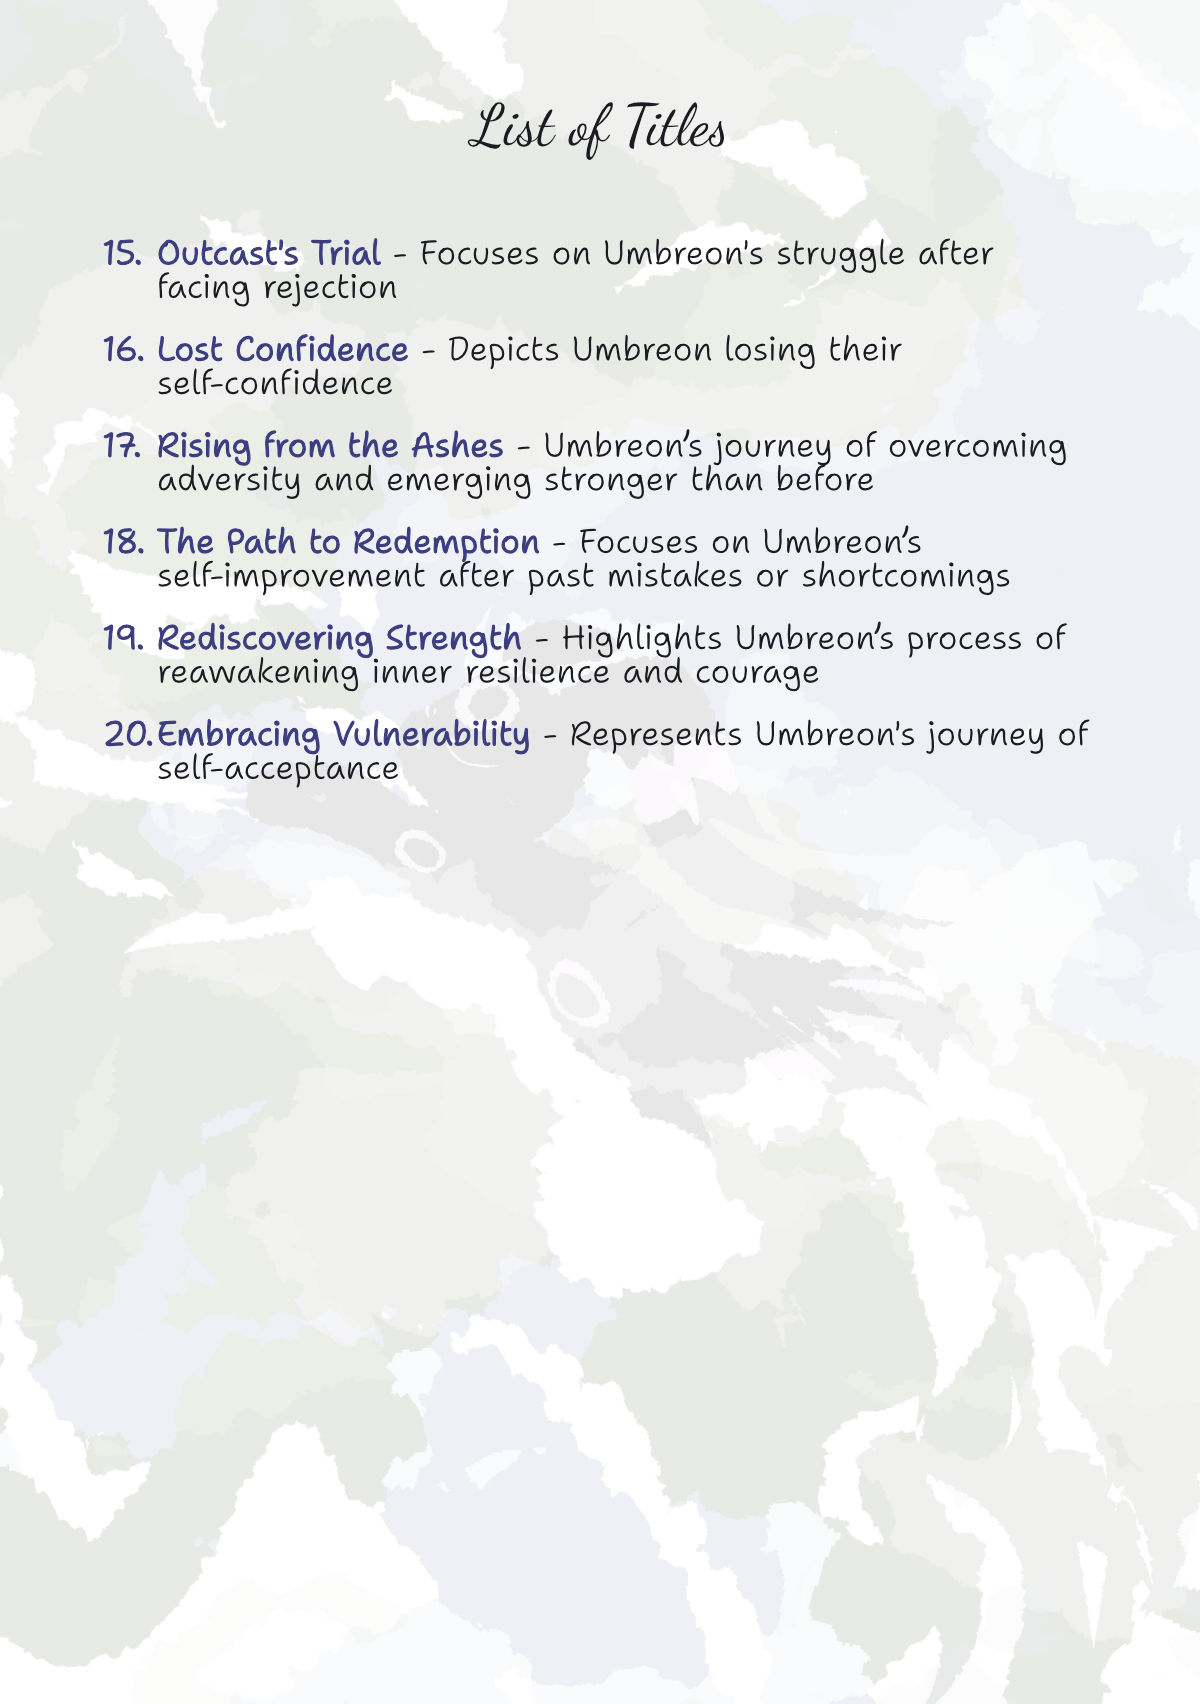 List of Titles
15. Outcast's Trial - Focuses on Umbreon's struggle after
facing rejection
16. Lost Confidence - Depicts Umbreon losing their
self-confidence
17. Rising from the Ashes - Umbreon’s journey of overcoming
adversity and emerging stronger than before
18. The Path to Redemption - Focuses on Umbreon’s
self-improvement after past mistakes or shortcomings
19. Rediscovering Strength - Highlights Umbreon’s process of
reawakening inner resilience and courage
20. Embracing Vulnerability - Represents Umbreon's journey of
self-acceptance